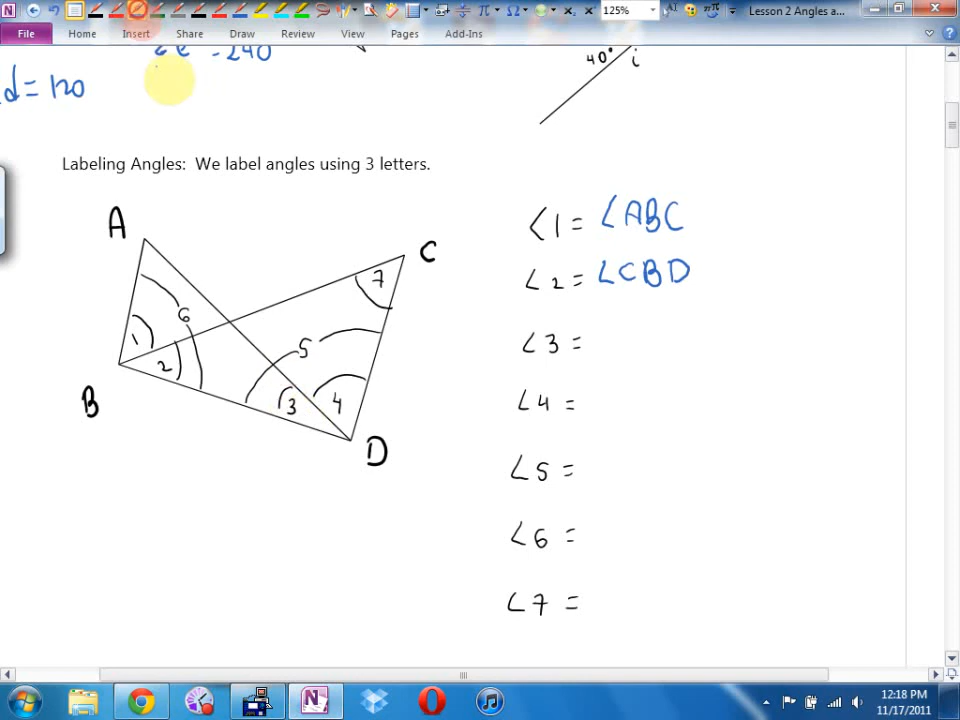 125%
Lesson 2 Angles a...
File Home Insert Share Draw Review View Pages Add-Ins
= 240
d = 120
40° i
Labeling Angles: We label angles using 3 letters.
A
C
B
D
1
2
3
4
5
6
7
∠1 = ∠ABC
∠2 = ∠CBD
∠3 =
∠4 =
∠5 =
∠6 =
∠7 =
12:18 PM
11/17/2011